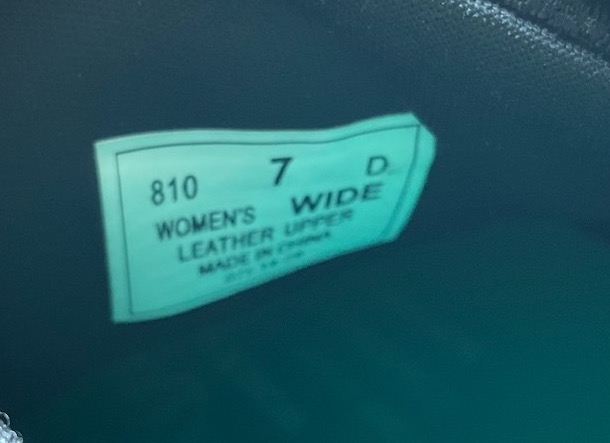 810 7 D
WOMEN'S WIDE
LEATHER UPPER
MADE IN CHINA